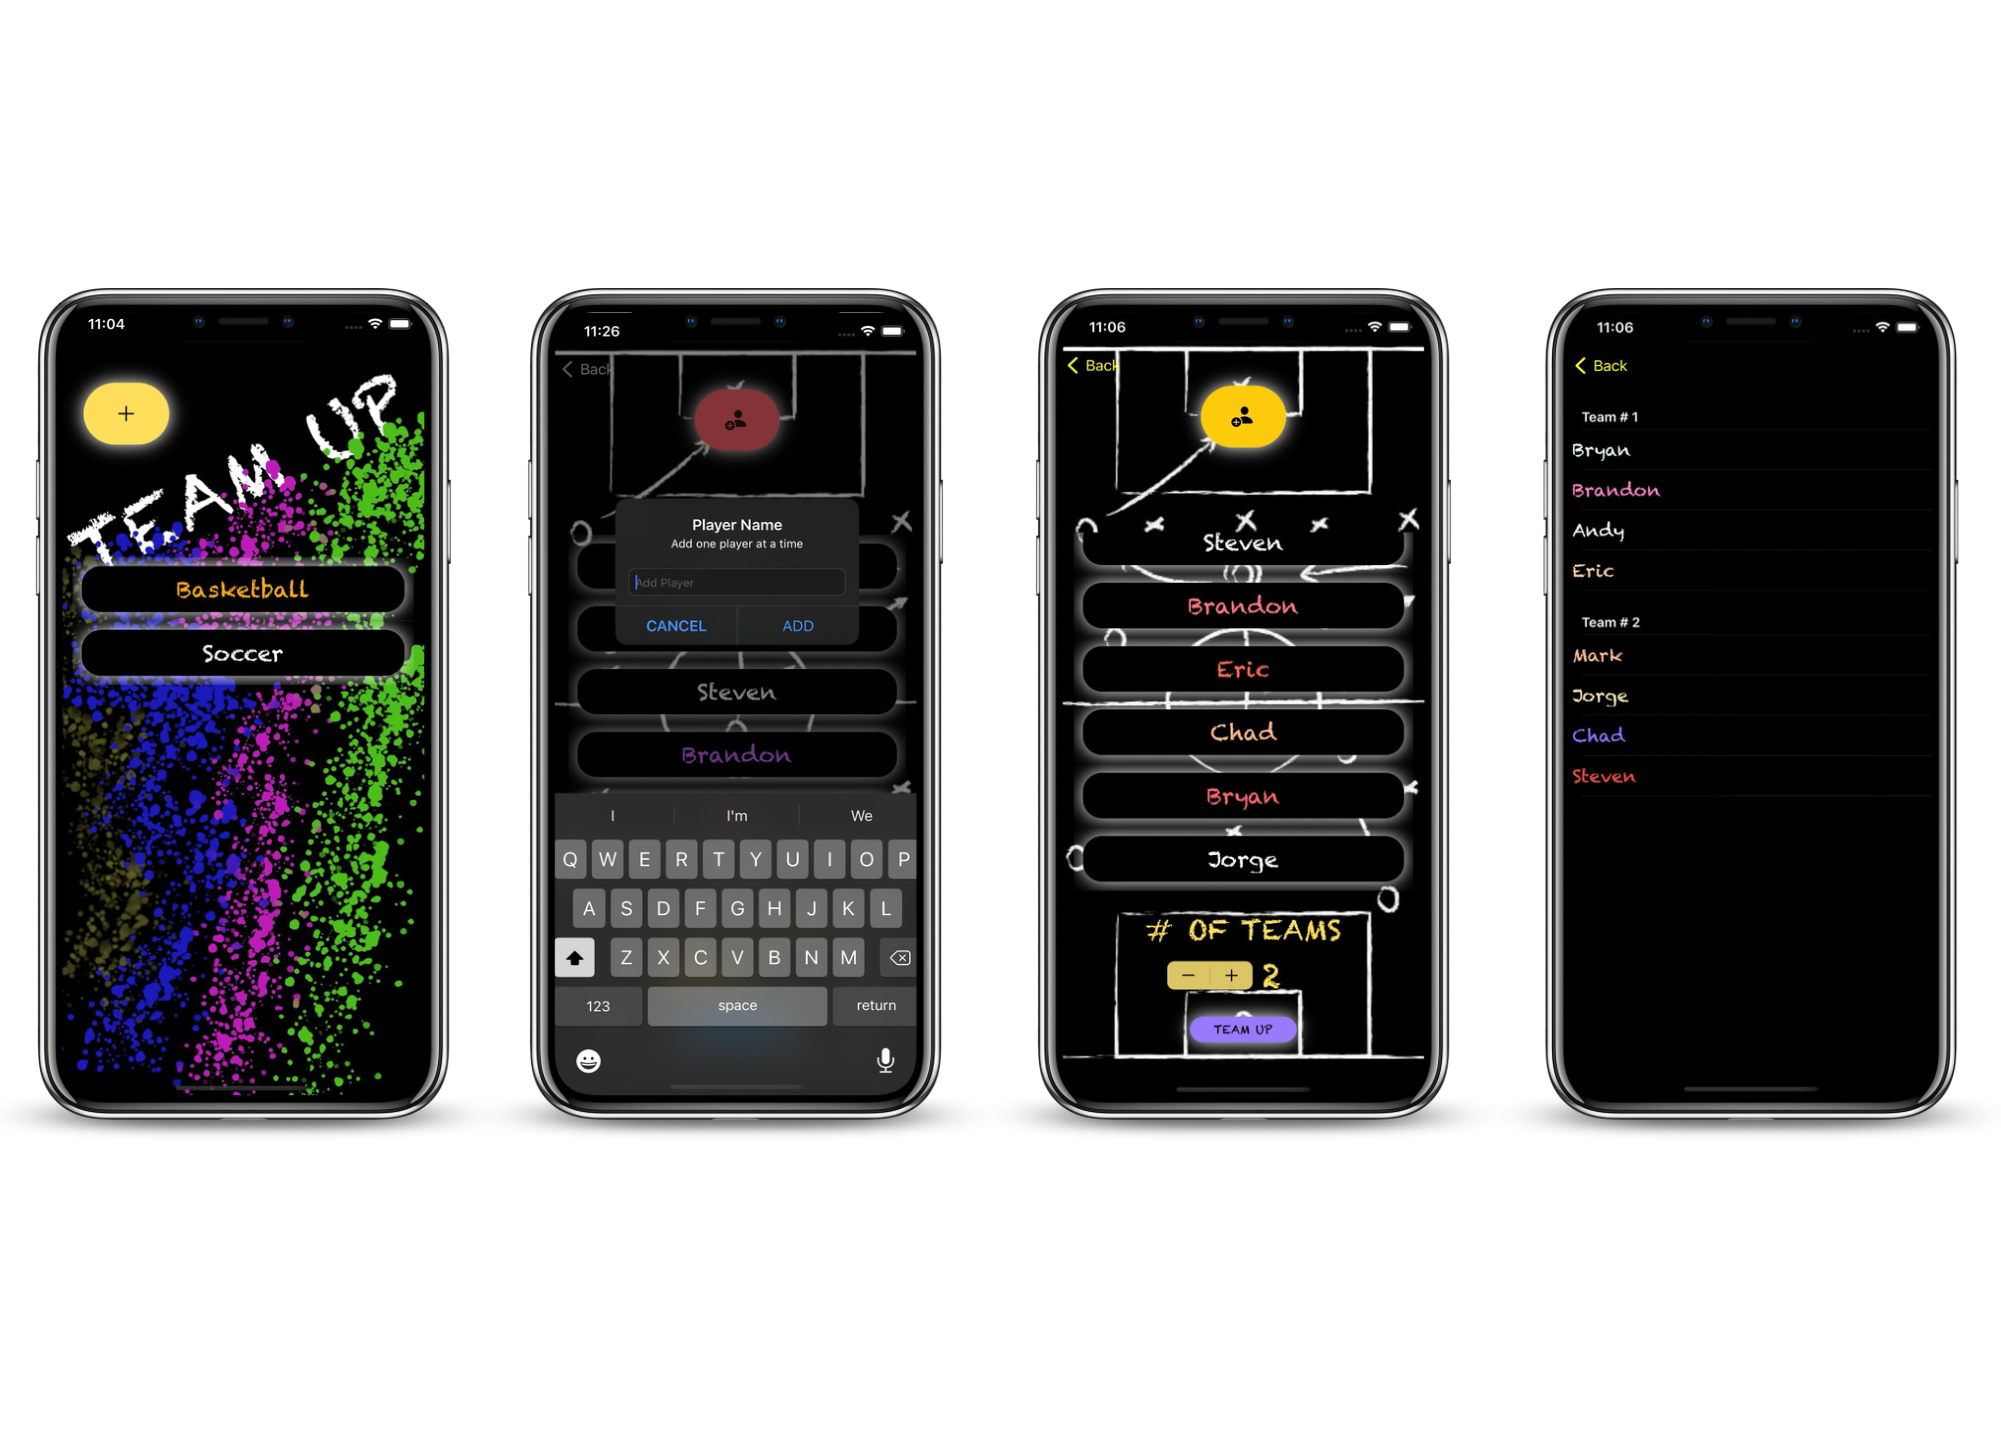 11:04
+
TEAM UP
Basketball
Soccer
11:26
Back
Player Name
Add one player at a time
Add Player
CANCEL
ADD
Steven
Brandon
I
I'm
We
Q W E R T Y U I O P
A S D F G H J K L
Z X C V B N M
123
space
return
11:06
Back
Steven
Brandon
Eric
Chad
Bryan
Jorge
# OF TEAMS
− + 2
TEAM UP
11:06
Back
Team # 1
Bryan
Brandon
Andy
Eric
Team # 2
Mark
Jorge
Chad
Steven